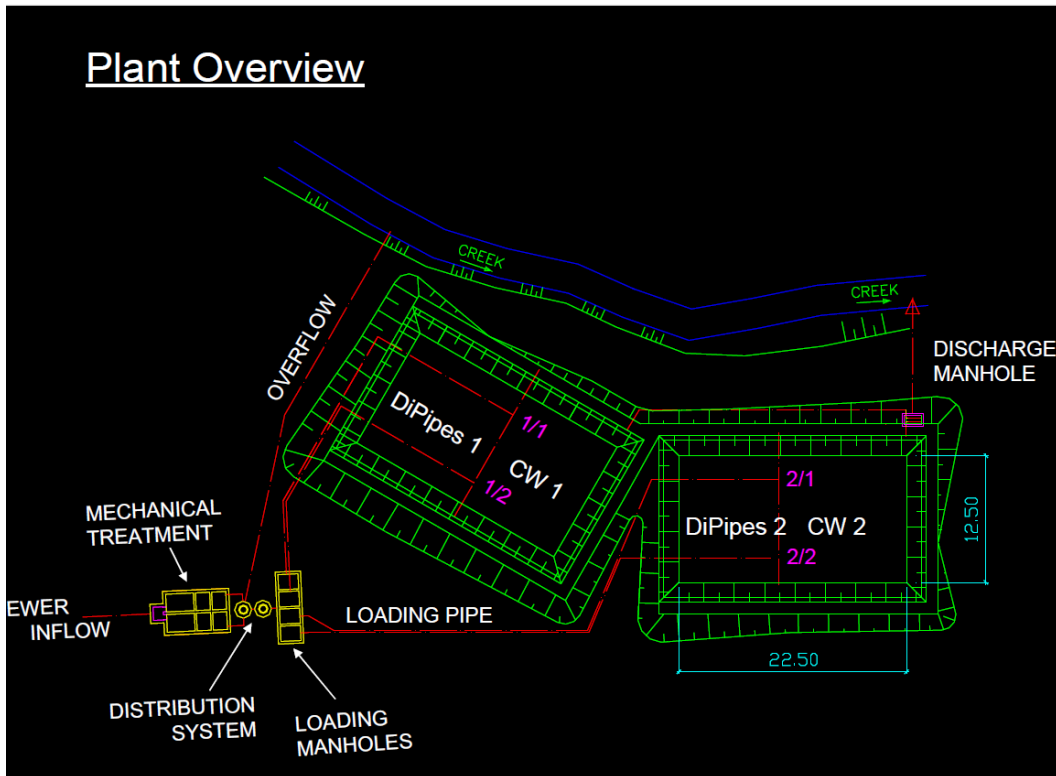 Plant Overview
CREEK
CREEK
OVERFLOW
DISCHARGE
MANHOLE
DiPipes 1
1/1
CW 1
1/2
2/1
DiPipes 2 CW 2
2/2
12.50
MECHANICAL
TREATMENT
EWER
INFLOW
LOADING PIPE
22.50
DISTRIBUTION
SYSTEM
LOADING
MANHOLES